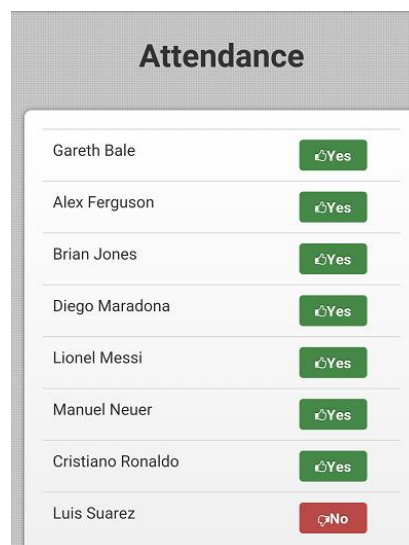 Attendance
Gareth Bale Yes
Alex Ferguson Yes
Brian Jones Yes
Diego Maradona Yes
Lionel Messi Yes
Manuel Neuer Yes
Cristiano Ronaldo Yes
Luis Suarez No